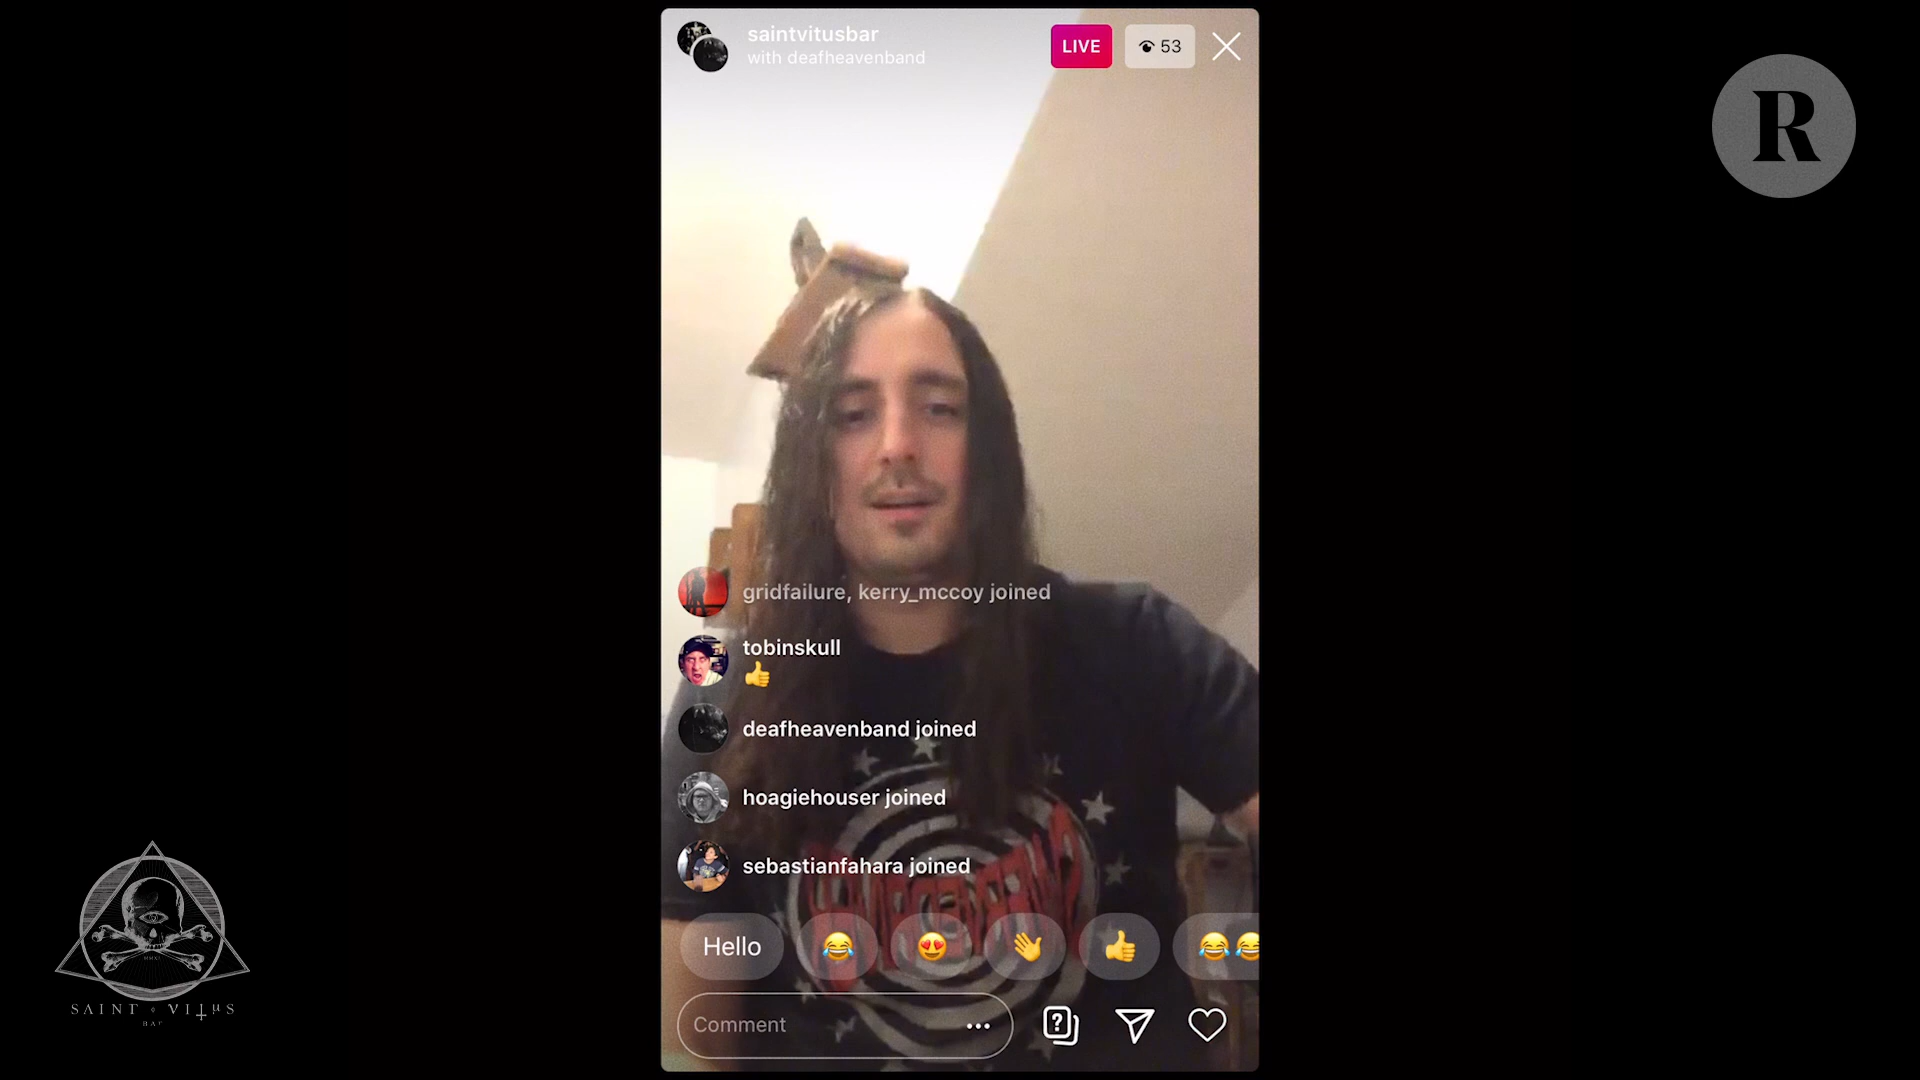 saintvitusbar
with deafheavenband
LIVE
53
R
gridfailure, kerry_mccoy joined
tobinskull
deafheavenband joined
hoagiehouser joined
sebastianfahara joined
Hello
Comment
SAINT VITUS
BAR